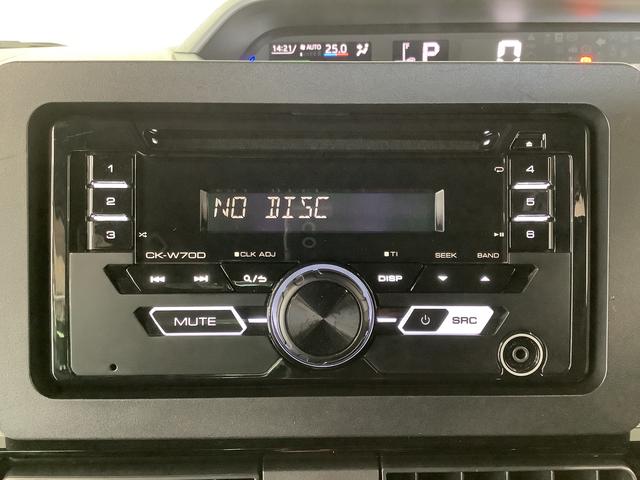 14:21 AUTO 25.0 P 0
1 4
NO DISC
2 5
3 6
CK-W70D CLK ADJ TI SEEK BAND
DISP
MUTE SRC